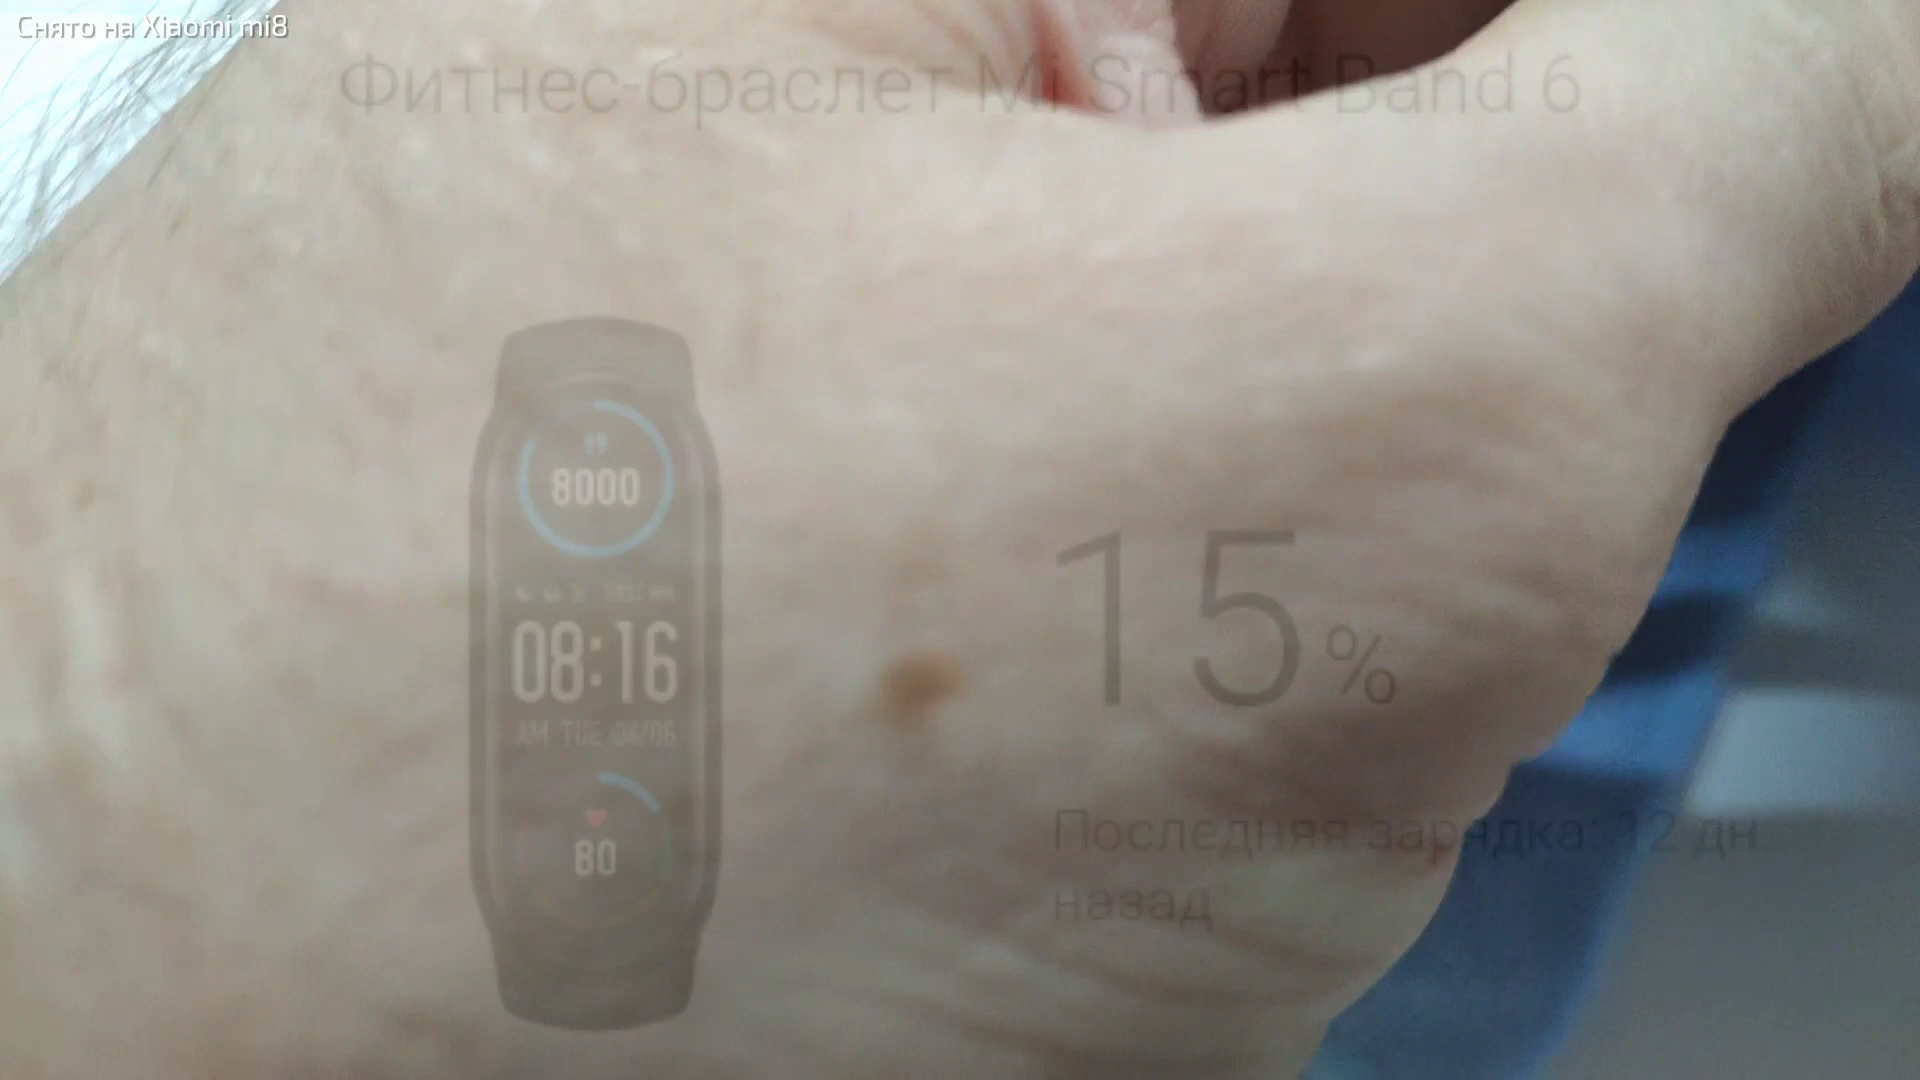 Снято на Xiaomi mi8
Фитнес-браслет Mi Smart Band 6
8000
08:16
AM TUE 04/06
80
15%
Последняя зарядка: 12 дн.
назад